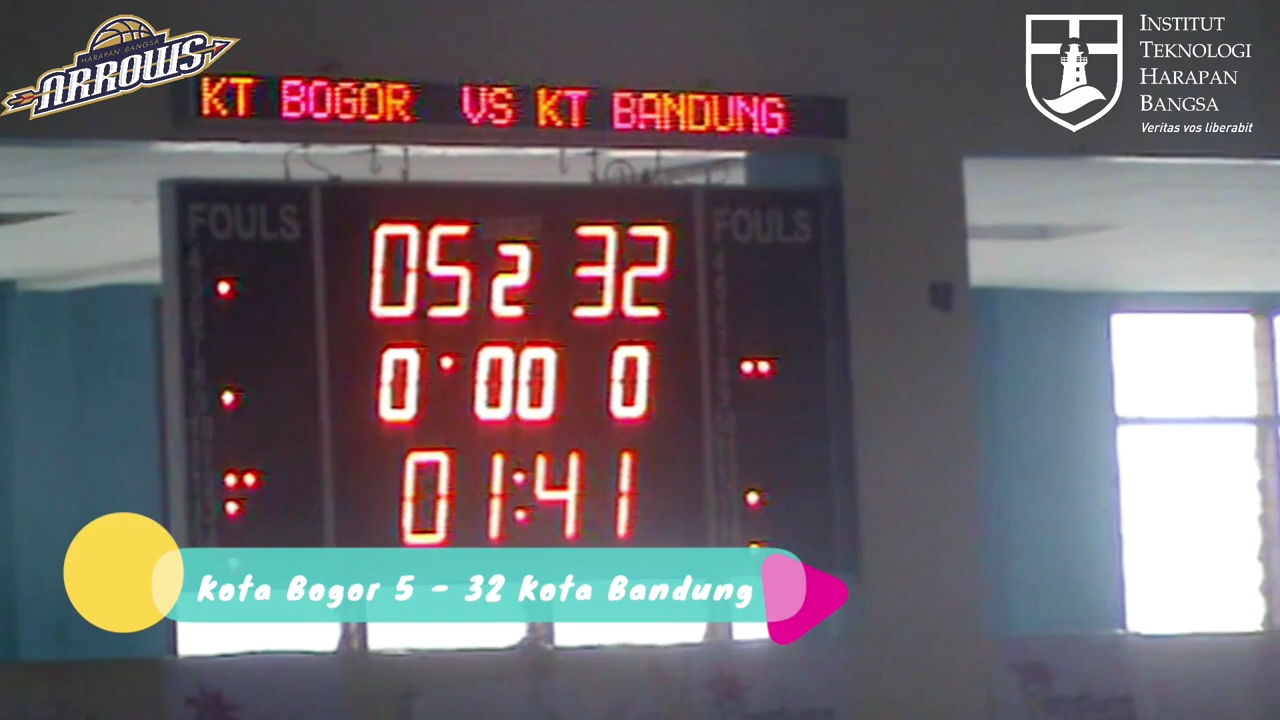 HARAPAN BANGSA
ARROWS
INSTITUT
TEKNOLOGI
HARAPAN
BANGSA
Veritas vos liberabit
KT BOGOR VS KT BANDUNG
FOULS
FOULS
05 2 32
0 00 0
01:41
Kota Bogor 5 - 32 Kota Bandung